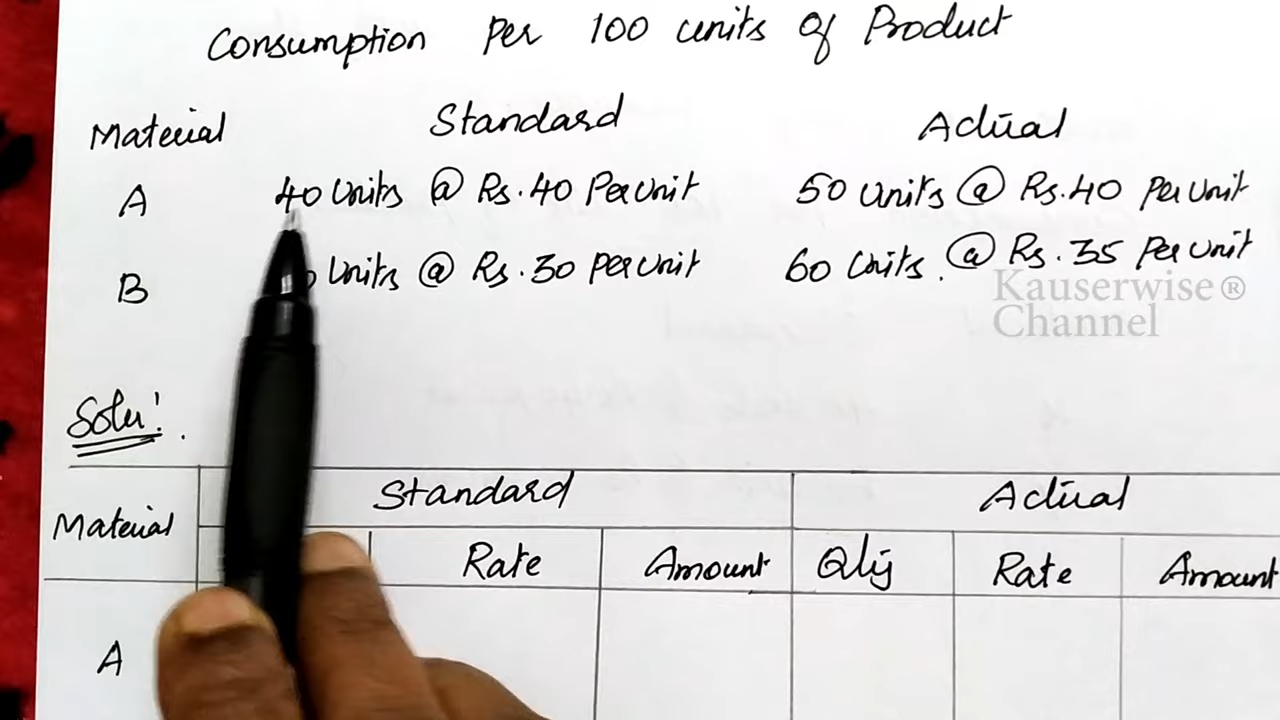 Consumption Per 100 units of Product
Material Standard Actual
A 40 Units @ Rs.40 Per Unit 50 Units @ Rs.40 Per Unit
B Units @ Rs.30 Per Unit 60 Units. @ Rs.35 Per Unit
Kauserwise®
Channel
Solu:
Material Standard Actual
Rate Amount Qty Rate Amount
A